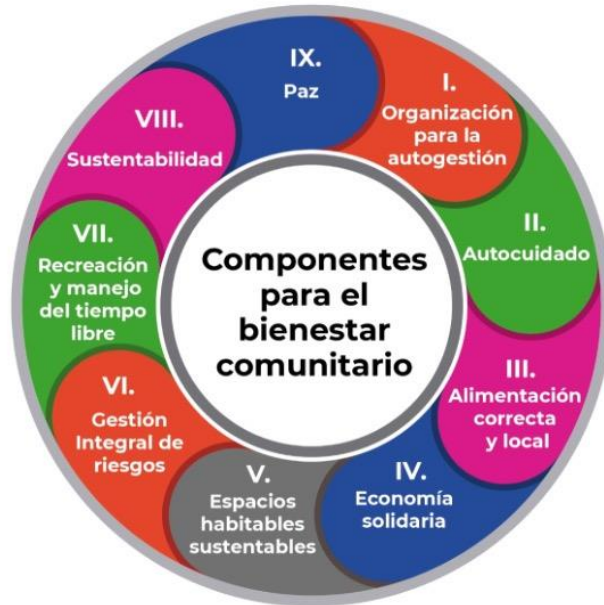 Componentes
para el
bienestar
comunitario
I.
Organización
para la
autogestión
II.
Autocuidado
III.
Alimentación
correcta
y local
IV.
Economía
solidaria
V.
Espacios
habitables
sustentables
VI.
Gestión
Integral de
riesgos
VII.
Recreación
y manejo
del tiempo
libre
VIII.
Sustentabilidad
IX.
Paz